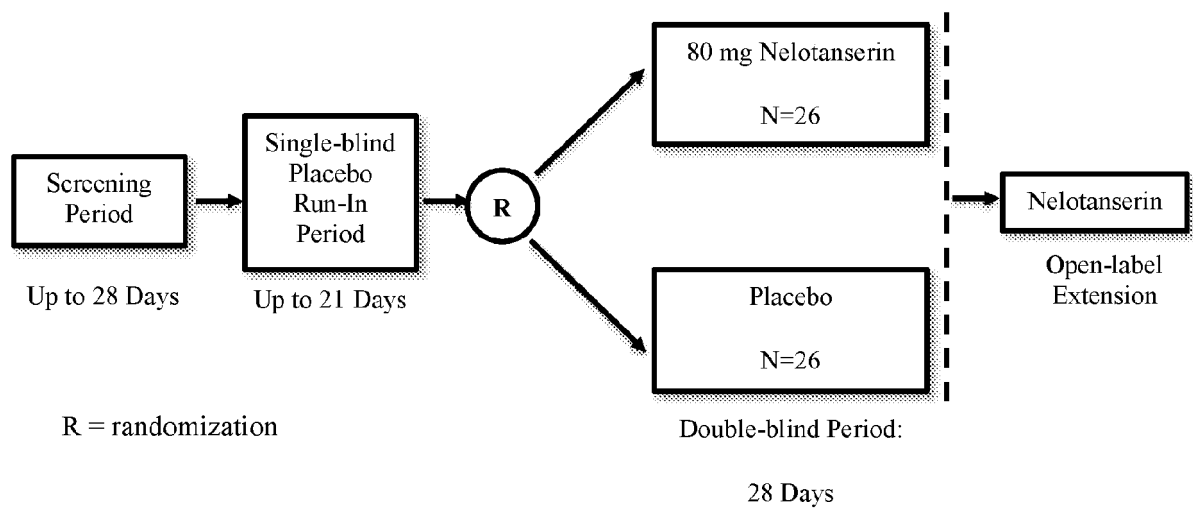 Screening
Period
Up to 28 Days
Single-blind
Placebo
Run-In
Period
Up to 21 Days
R
80 mg Nelotanserin
N=26
Placebo
N=26
Double-blind Period:
28 Days
Nelotanserin
Open-label
Extension
R = randomization